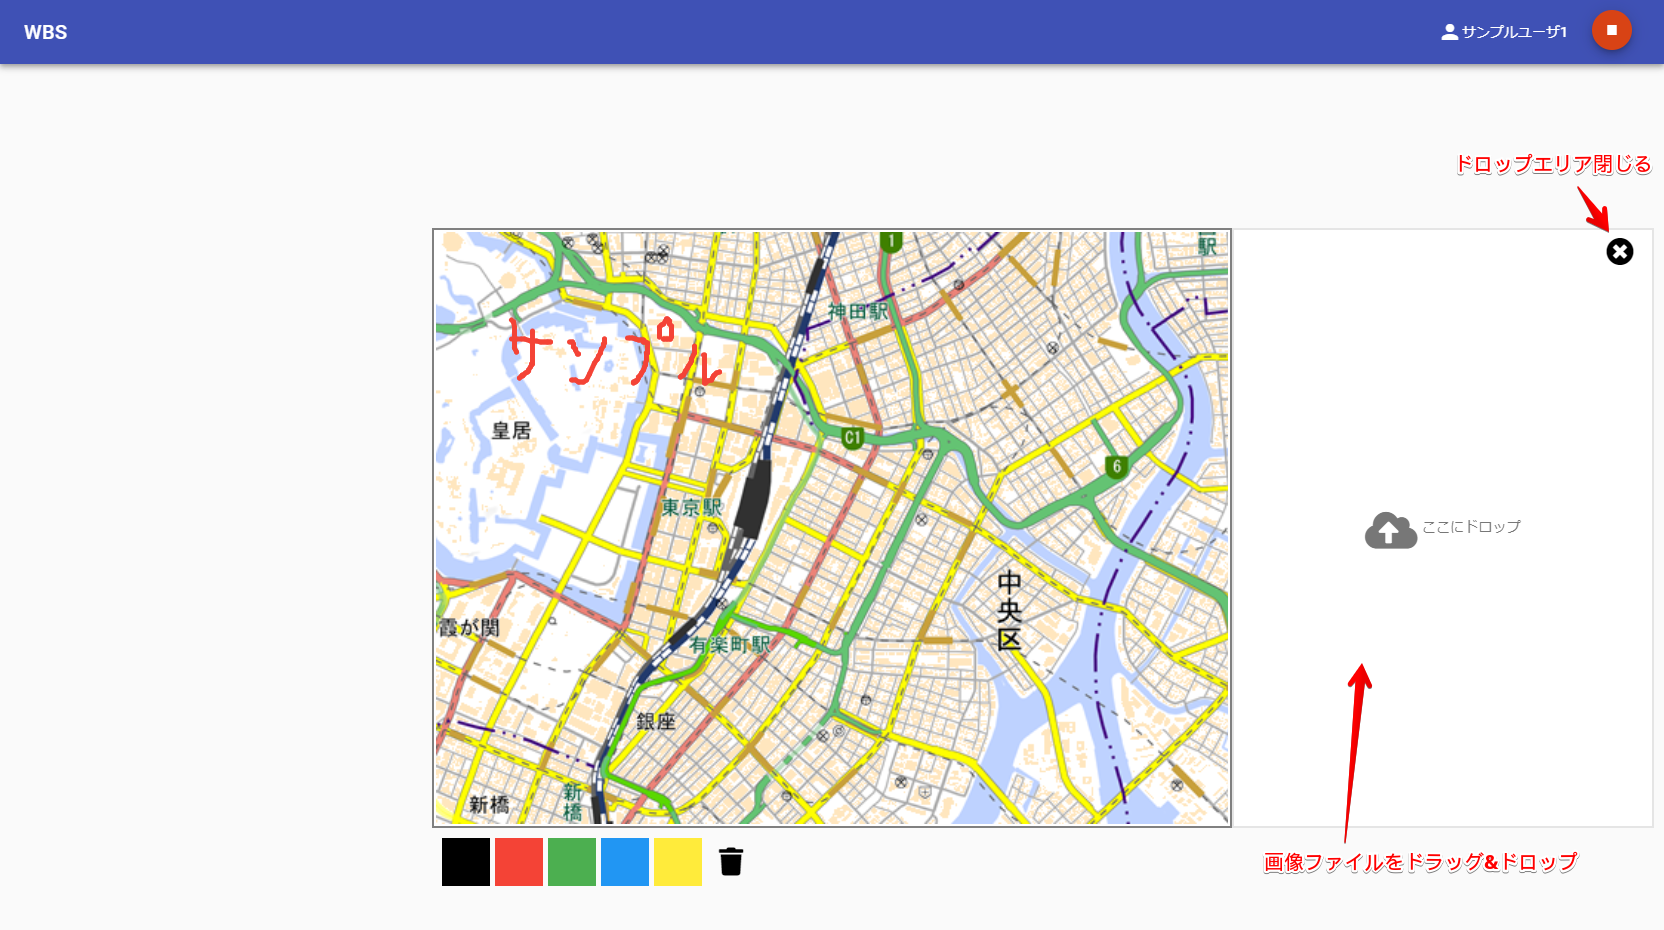 WBS
サンプルユーザ1
ドロップエリア閉じる
1
駅
神田駅
サンプル
皇居
C1
6
東京駅
ここにドロップ
中央区
霞が関
有楽町駅
銀座
新橋
新橋
画像ファイルをドラッグ&ドロップ